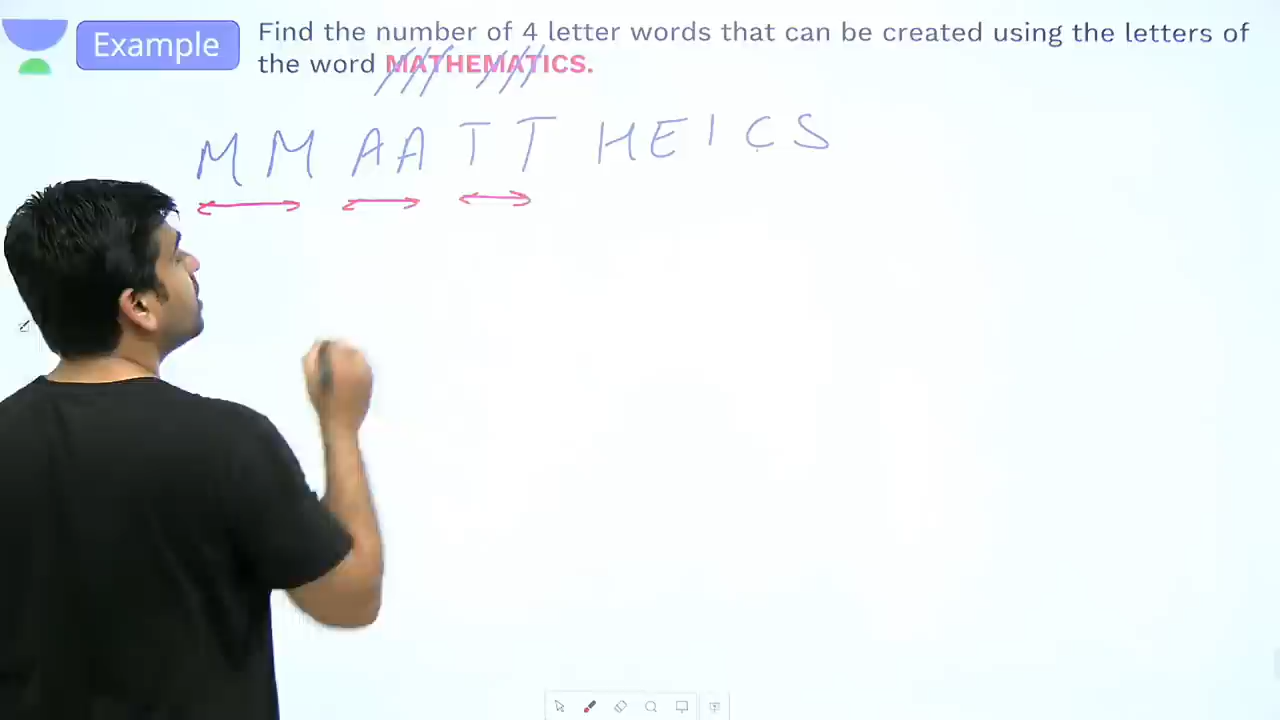 Example
Find the number of 4 letter words that can be created using the letters of
the word MATHEMATICS.
M M A A T T H E I C S